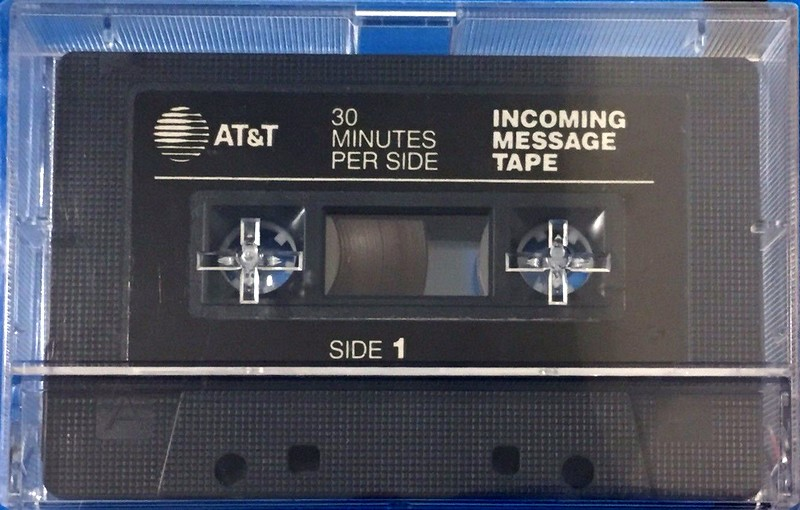 AT&T
30
MINUTES
PER SIDE
INCOMING
MESSAGE
TAPE
SIDE 1
A